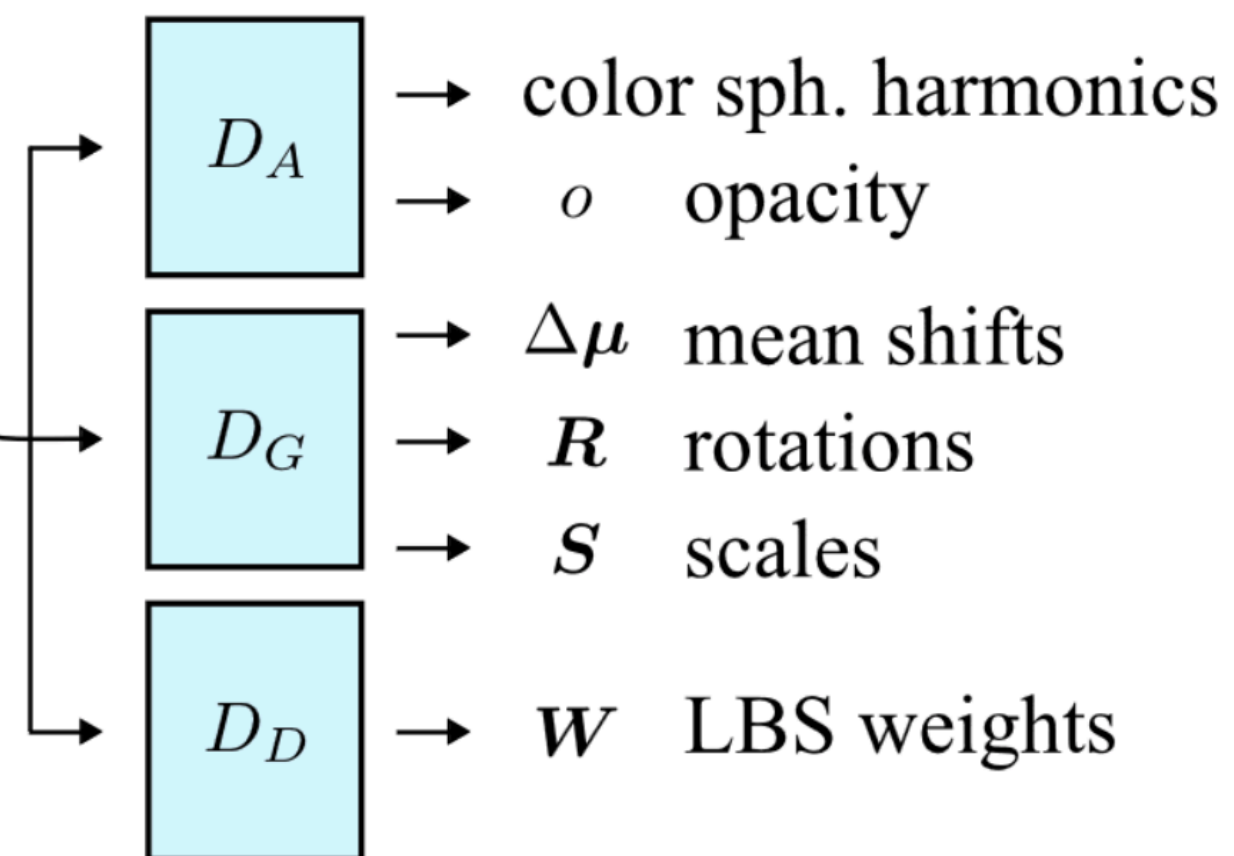 D_A
color sph. harmonics
o opacity
D_G
Δμ mean shifts
R rotations
S scales
D_D
W LBS weights